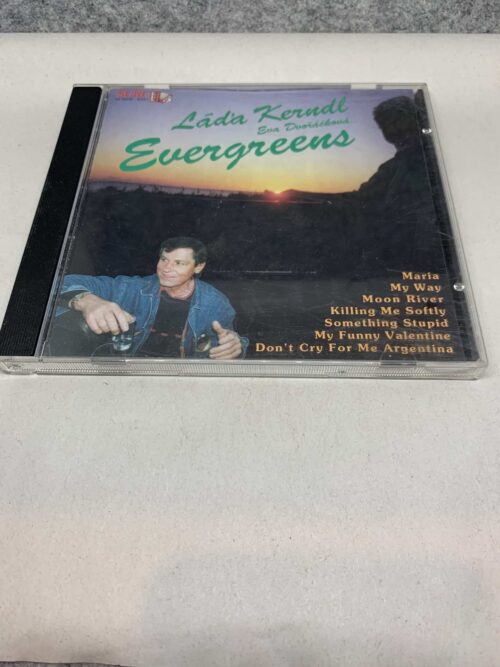 Láďa Kerndl
Eva Dvořáčková
Evergreens
Maria
My Way
Moon River
Killing Me Softly
Something Stupid
My Funny Valentine
Don't Cry For Me Argentina